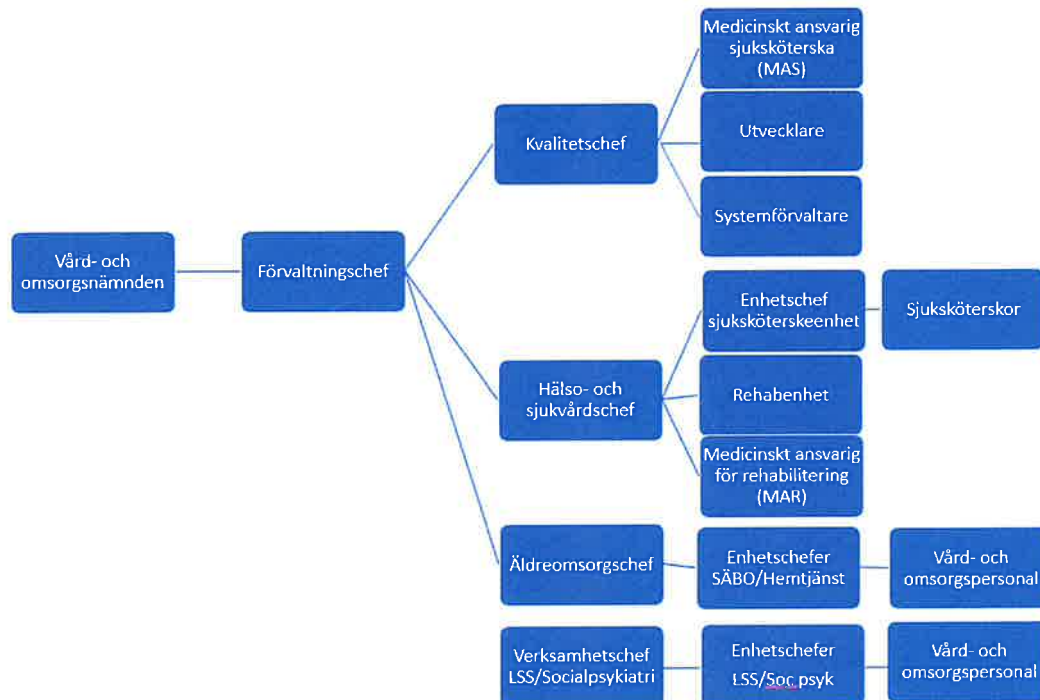 Medicinskt ansvarig
sjuksköterska
(MAS)
Kvalitetschef
Utvecklare
Systemförvaltare
Vård- och
omsorgsnämnden
Förvaltningschef
Enhetschef
sjuksköterskeenhet
Sjuksköterskor
Hälso- och
sjukvårdschef
Rehabenhet
Medicinskt ansvarig
för rehabilitering
(MAR)
Äldreomsorgschef
Enhetschefer
SÄBO/Hemtjänst
Vård- och
omsorgspersonal
Verksamhetschef
LSS/Socialpsykiatri
Enhetschefer
LSS/Soc.psyk
Vård- och
omsorgspersonal